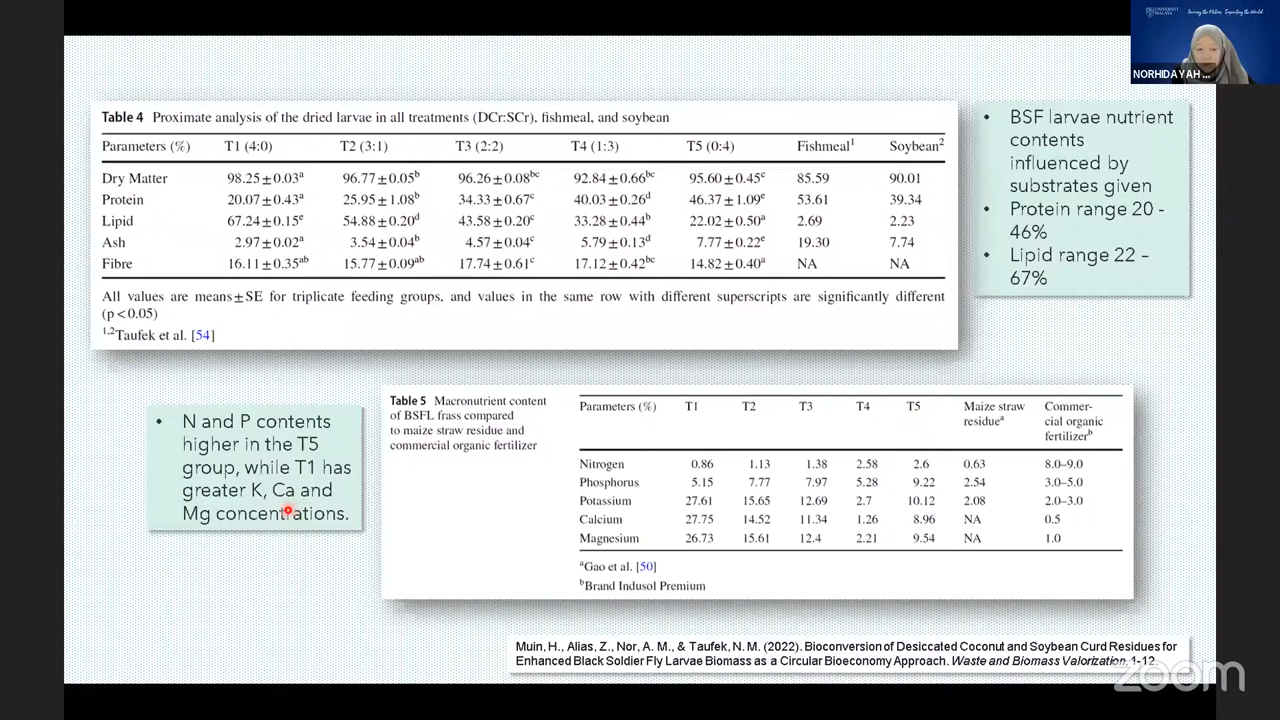 UNIVERSITI MALAYA
Serving the Nation. Impacting the World.
NORHIDAYAH ...
Table 4 Proximate analysis of the dried larvae in all treatments (DCr:SCr), fishmeal, and soybean
Parameters (%) T1 (4:0) T2 (3:1) T3 (2:2) T4 (1:3) T5 (0:4) Fishmeal¹ Soybean²
Dry Matter 98.25±0.03ᵃ 96.77±0.05ᵇ 96.26±0.08ᵇᶜ 92.84±0.66ᵇᶜ 95.60±0.45ᶜ 85.59 90.01
Protein 20.07±0.43ᵃ 25.95±1.08ᵇ 34.33±0.67ᶜ 40.03±0.26ᵈ 46.37±1.09ᵉ 53.61 39.34
Lipid 67.24±0.15ᵉ 54.88±0.20ᵈ 43.58±0.20ᶜ 33.28±0.44ᵇ 22.02±0.50ᵃ 2.69 2.23
Ash 2.97±0.02ᵃ 3.54±0.04ᵇ 4.57±0.04ᶜ 5.79±0.13ᵈ 7.77±0.22ᵉ 19.30 7.74
Fibre 16.11±0.35ᵃᵇ 15.77±0.09ᵃᵇ 17.74±0.61ᶜ 17.12±0.42ᵇᶜ 14.82±0.40ᵃ NA NA
All values are means±SE for triplicate feeding groups, and values in the same row with different superscripts are significantly different
(p<0.05)
¹,²Taufek et al. [54]
• BSF larvae nutrient
contents
influenced by
substrates given
• Protein range 20 -
46%
• Lipid range 22 –
67%
• N and P contents
higher in the T5
group, while T1 has
greater K, Ca and
Mg concentrations.
Table 5 Macronutrient content
of BSFL frass compared
to maize straw residue and
commercial organic fertilizer
Parameters (%) T1 T2 T3 T4 T5 Maize straw Commer-
residueᵃ cial organic
fertilizerᵇ
Nitrogen 0.86 1.13 1.38 2.58 2.6 0.63 8.0–9.0
Phosphorus 5.15 7.77 7.97 5.28 9.22 2.54 3.0–5.0
Potassium 27.61 15.65 12.69 2.7 10.12 2.08 2.0–3.0
Calcium 27.75 14.52 11.34 1.26 8.96 NA 0.5
Magnesium 26.73 15.61 12.4 2.21 9.54 NA 1.0
ᵃGao et al. [50]
ᵇBrand Indusol Premium
Muin, H., Alias, Z., Nor, A. M., & Taufek, N. M. (2022). Bioconversion of Desiccated Coconut and Soybean Curd Residues for
Enhanced Black Soldier Fly Larvae Biomass as a Circular Bioeconomy Approach. Waste and Biomass Valorization, 1-12.
zoom